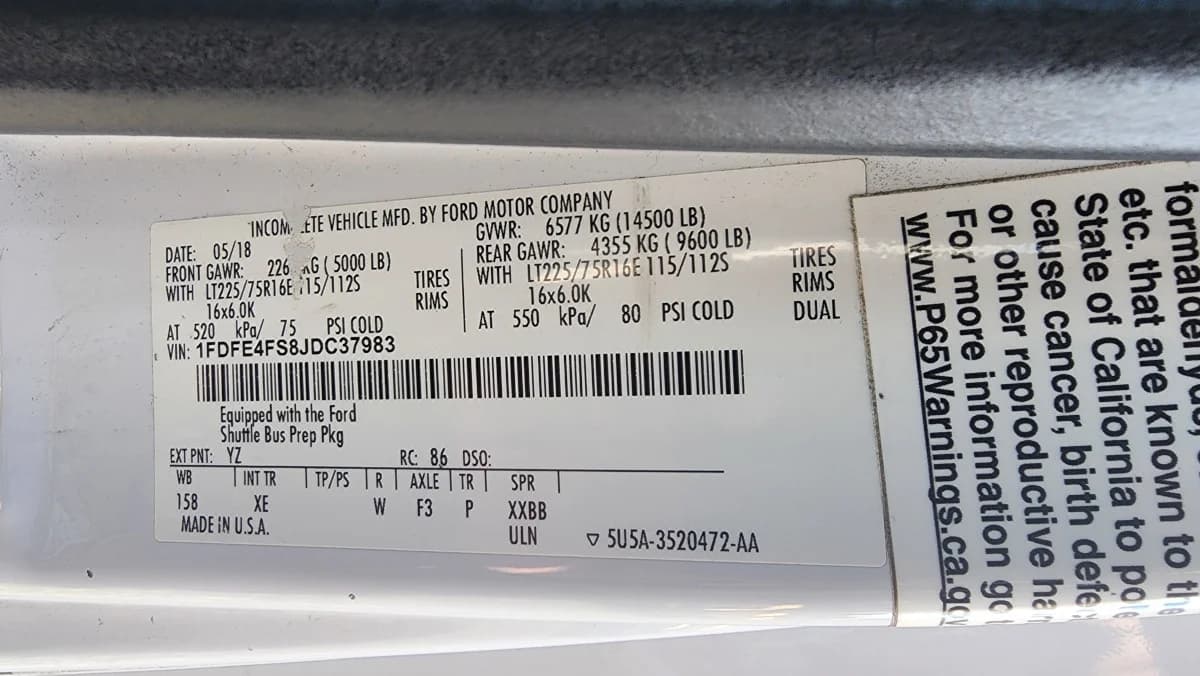 INCOM ETE VEHICLE MFD. BY FORD MOTOR COMPANY
DATE: 05/18
GVWR: 6577 KG (14500 LB)
FRONT GAWR: 226 KG ( 5000 LB)
REAR GAWR: 4355 KG ( 9600 LB)
WITH LT225/75R16E 115/112S TIRES
WITH LT225/75R16E 115/112S TIRES
16x6.0K RIMS
16x6.0K RIMS
AT 520 kPa/ 75 PSI COLD
AT 550 kPa/ 80 PSI COLD DUAL
VIN: 1FDFE4FS8JDC37983
Equipped with the Ford
Shuttle Bus Prep Pkg
EXT PNT: YZ RC: 86 DSO:
WB INT TR TP/PS R AXLE TR SPR
158 XE W F3 P XXBB
MADE IN U.S.A. ULN ▽ 5U5A-3520472-AA
etc. that are known to
State of California to
cause cancer, birth
or other reproductive
For more information go
www.P65Warnings.ca.gov